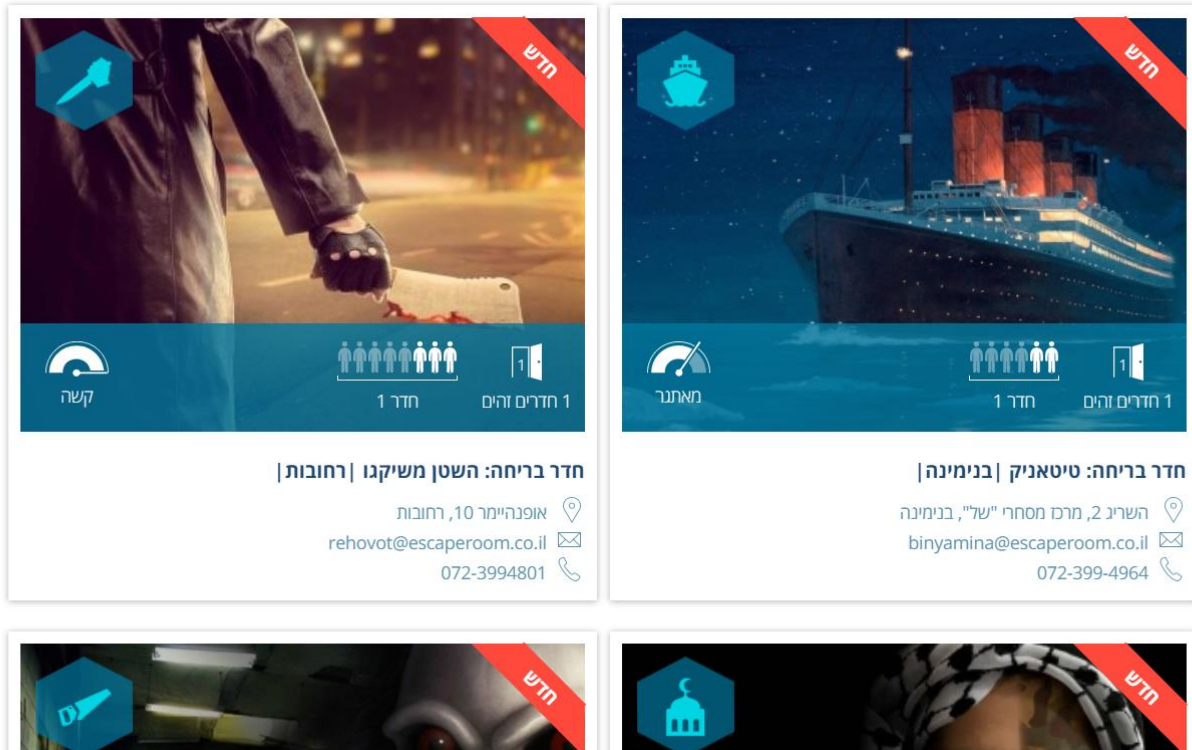 חדש
1
1 חדרים זהים
חדר 1
מאתגר
חדר בריחה: טיטאניק |בנימינה|
השריג 2, מרכז מסחרי "של", בנימינה
binyamina@escaperoom.co.il
072-399-4964
חדש
1
1 חדרים זהים
חדר 1
קשה
חדר בריחה: השטן משיקגו |רחובות|
אופנהיימר 10, רחובות
rehovot@escaperoom.co.il
072-3994801
חדש
חדש